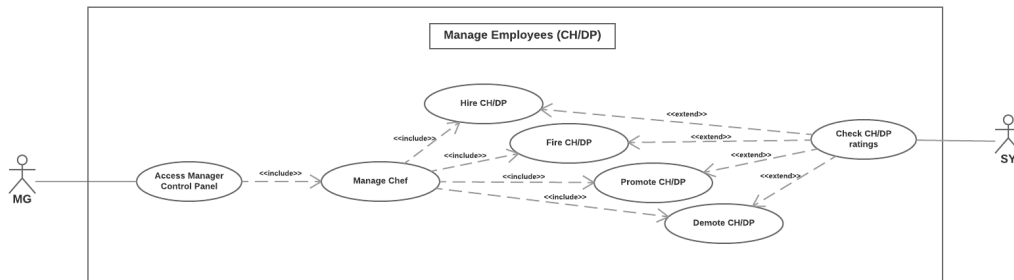 Manage Employees (CH/DP)
Hire CH/DP
<<extend>>
<<include>>
Fire CH/DP
<<extend>>
Check CH/DP
ratings
<<include>>
<<extend>>
Access Manager
Control Panel
<<include>>
Manage Chef
<<include>>
Promote CH/DP
<<extend>>
<<include>>
MG
SY
Demote CH/DP